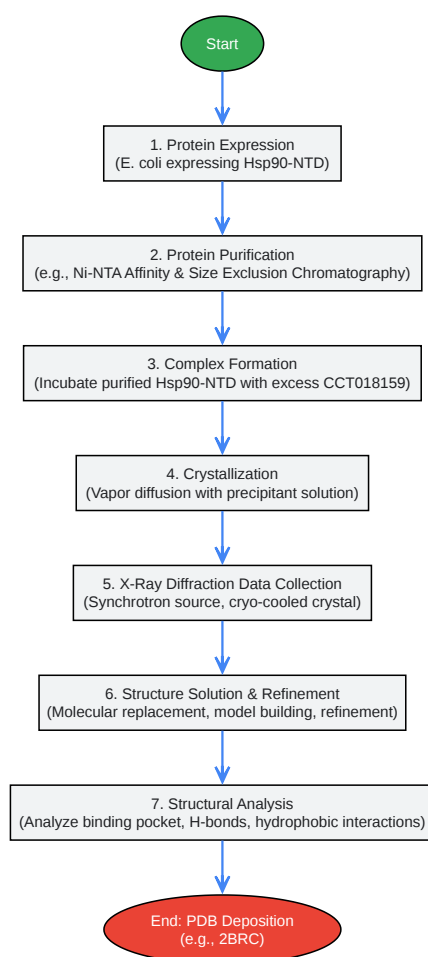 Start
1. Protein Expression
(E. coli expressing Hsp90-NTD)
2. Protein Purification
(e.g., Ni-NTA Affinity & Size Exclusion Chromatography)
3. Complex Formation
(Incubate purified Hsp90-NTD with excess CCT018159)
4. Crystallization
(Vapor diffusion with precipitant solution)
5. X-Ray Diffraction Data Collection
(Synchrotron source, cryo-cooled crystal)
6. Structure Solution & Refinement
(Molecular replacement, model building, refinement)
7. Structural Analysis
(Analyze binding pocket, H-bonds, hydrophobic interactions)
End: PDB Deposition
(e.g., 2BRC)